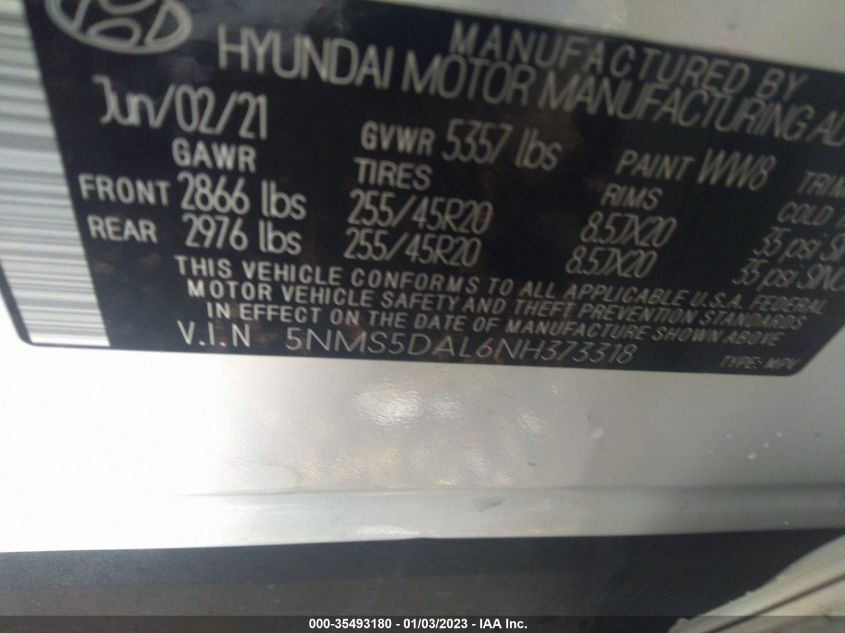 MANUFACTURED BY
HYUNDAI MOTOR MANUFACTURING
Jun/02/21 GVWR 5357 lbs PAINT WW8
GAWR TIRES RIMS COLD
FRONT 2866 lbs 255/45R20 8.5JX20 35 psi
REAR 2976 lbs 255/45R20 8.5JX20 35 psi
THIS VEHICLE CONFORMS TO ALL APPLICABLE U.S.A. FEDERAL
MOTOR VEHICLE SAFETY AND THEFT PREVENTION STANDARDS
IN EFFECT ON THE DATE OF MANUFACTURE SHOWN ABOVE
V.I.N 5NMS5DAL6NH373318 TYPE: MPV
000-35493180 - 01/03/2023 - IAA Holdings, LLC.